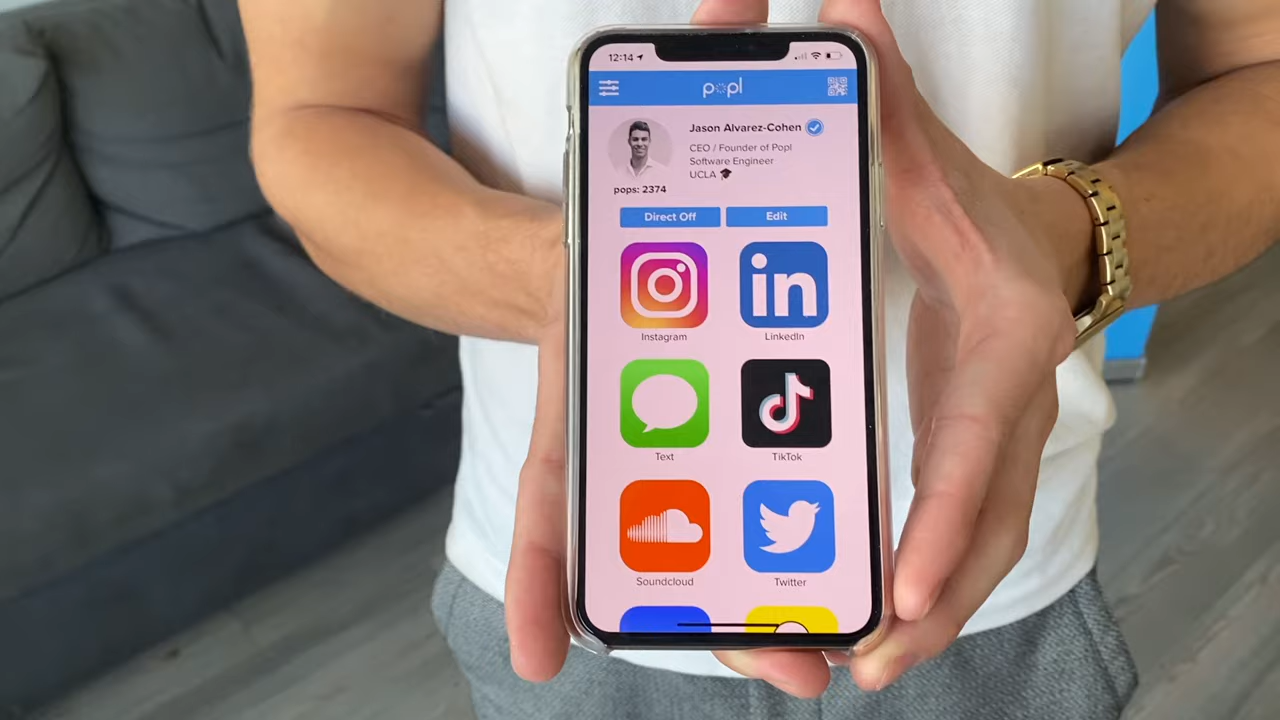 12:14
popl
Jason Alvarez-Cohen
CEO / Founder of Popl
Software Engineer
UCLA 🎓
pops: 2374
Direct Off Edit
in
Instagram LinkedIn
Text TikTok
Soundcloud Twitter